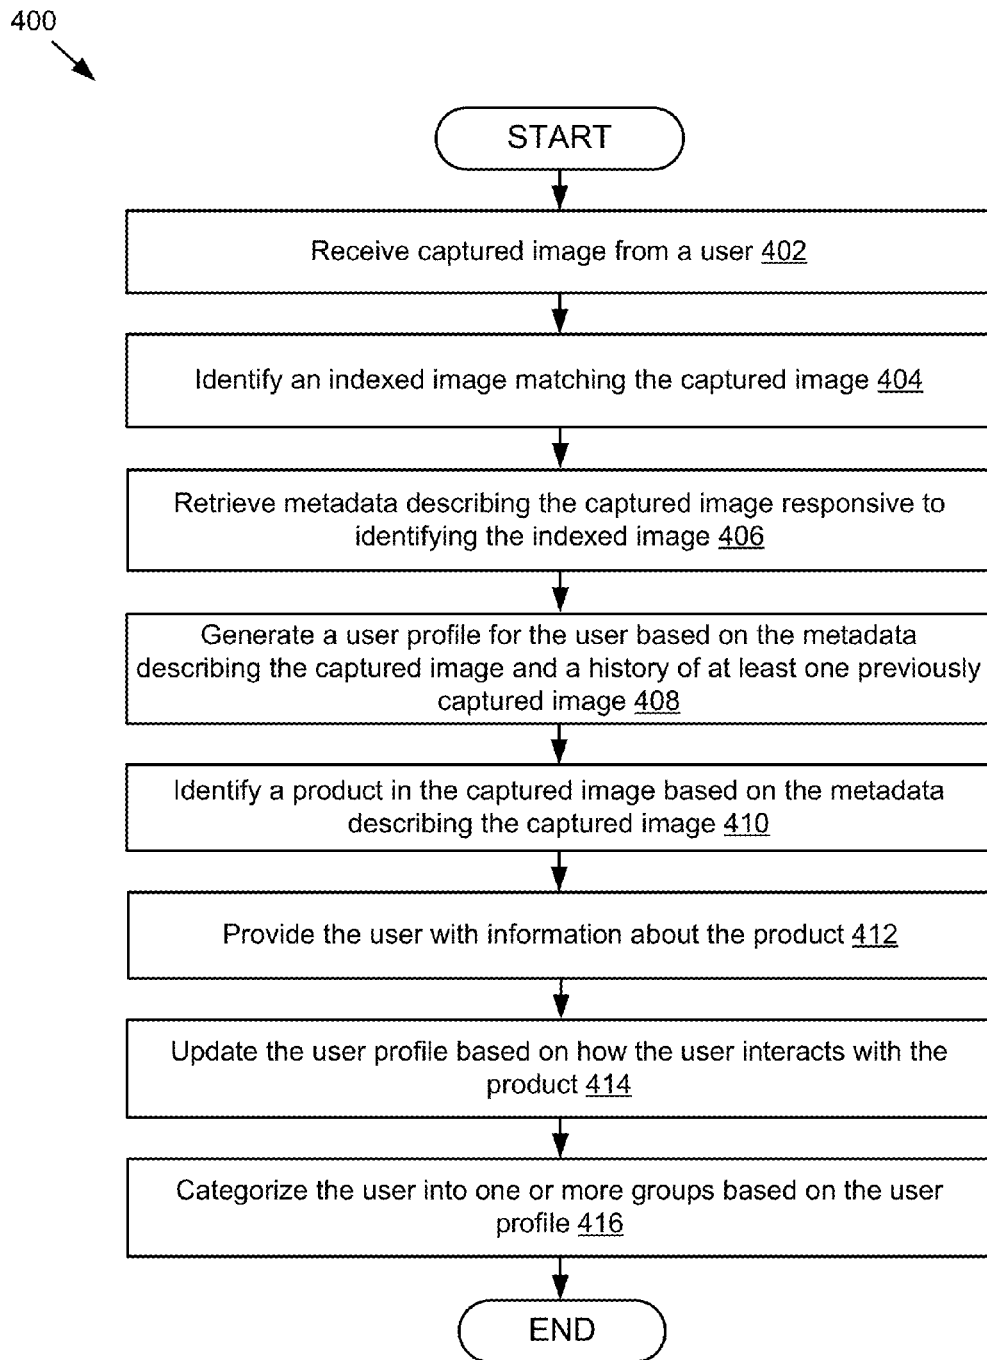 400
START
Receive captured image from a user 402
Identify an indexed image matching the captured image 404
Retrieve metadata describing the captured image responsive to
identifying the indexed image 406
Generate a user profile for the user based on the metadata
describing the captured image and a history of at least one previously
captured image 408
Identify a product in the captured image based on the metadata
describing the captured image 410
Provide the user with information about the product 412
Update the user profile based on how the user interacts with the
product 414
Categorize the user into one or more groups based on the user
profile 416
END